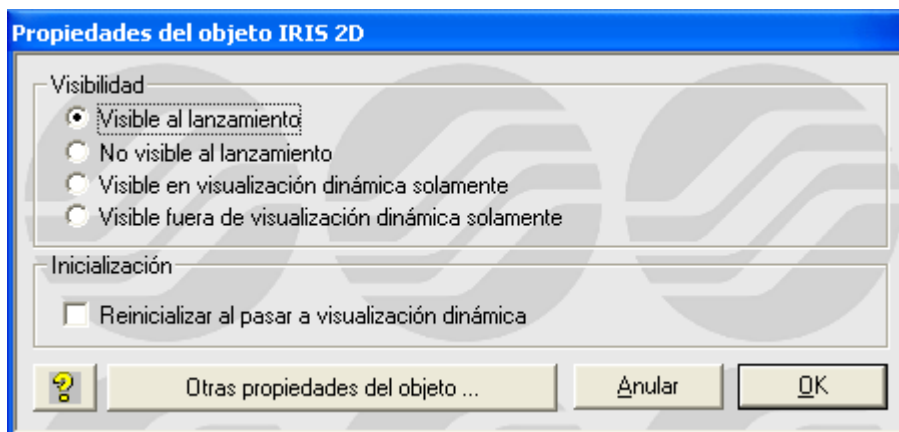 Propiedades del objeto IRIS 2D
Visibilidad
Visible al lanzamiento
No visible al lanzamiento
Visible en visualización dinámica solamente
Visible fuera de visualización dinámica solamente
Inicialización
Reinicializar al pasar a visualización dinámica
? Otras propiedades del objeto ... Anular OK